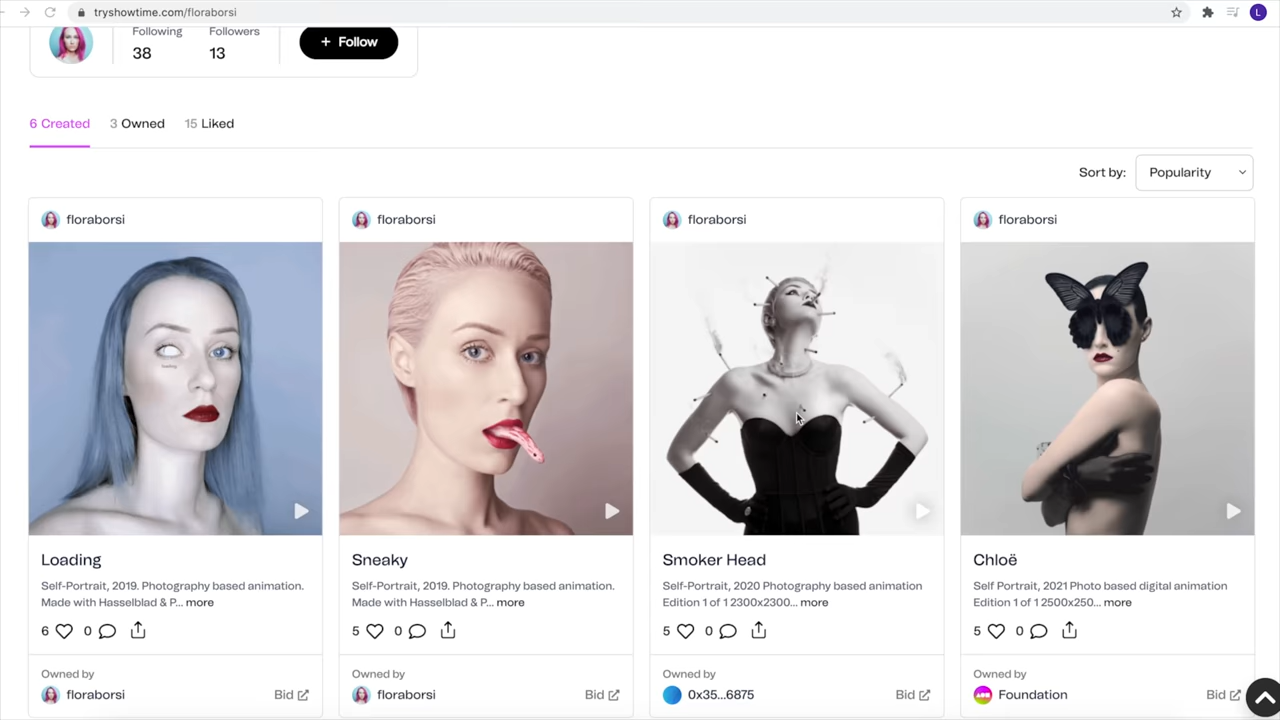 tryshowtime.com/floraborsi
L
Following Followers
38 13
+ Follow
6 Created 3 Owned 15 Liked
Sort by: Popularity
floraborsi
Loading
Self-Portrait, 2019. Photography based animation.
Made with Hasselblad & P... more
6 0
Owned by
floraborsi Bid
floraborsi
Sneaky
Self-Portrait, 2019. Photography based animation.
Made with Hasselblad & P... more
5 0
Owned by
floraborsi Bid
floraborsi
Smoker Head
Self-Portrait, 2020 Photography based animation
Edition 1 of 1 2300x2300... more
5 0
Owned by
0x35...6875 Bid
floraborsi
Chloë
Self Portrait, 2021 Photo based digital animation
Edition 1 of 1 2500x250... more
5 0
Owned by
Foundation Bid